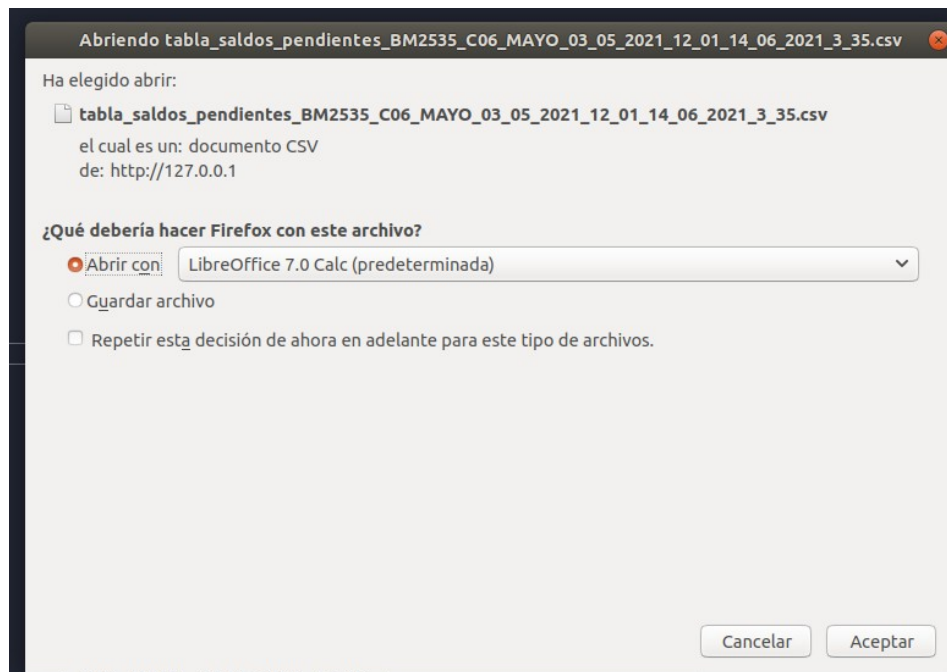 Abriendo tabla_saldos_pendientes_BM2535_C06_MAYO_03_05_2021_12_01_14_06_2021_3_35.csv
Ha elegido abrir:
tabla_saldos_pendientes_BM2535_C06_MAYO_03_05_2021_12_01_14_06_2021_3_35.csv
el cual es un: documento CSV
de: http://127.0.0.1
¿Qué debería hacer Firefox con este archivo?
Abrir con LibreOffice 7.0 Calc (predeterminada)
Guardar archivo
Repetir esta decisión de ahora en adelante para este tipo de archivos.
Cancelar Aceptar